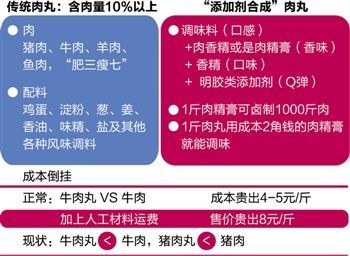 传统肉丸：含肉量10%以上
● 肉
猪肉、牛肉、羊肉、
鱼肉，“肥三瘦七”
● 配料
鸡蛋、淀粉、葱、姜、
香油、味精、盐及其他
各种风味调料
“添加剂合成”肉丸
● 调味料（口感）
+肉香精或是肉精膏（香味）
+香精（口味）
+ 明胶类添加剂（Q弹）
● 1斤肉精膏可卤制1000斤肉
● 1斤肉丸用成本2角钱的肉精膏
就能调味
成本倒挂
正常：牛肉丸 VS 牛肉 成本贵出4-5元/斤
加上人工材料运费 售价贵出8元/斤
现状：牛肉丸 < 牛肉，猪肉丸 < 猪肉